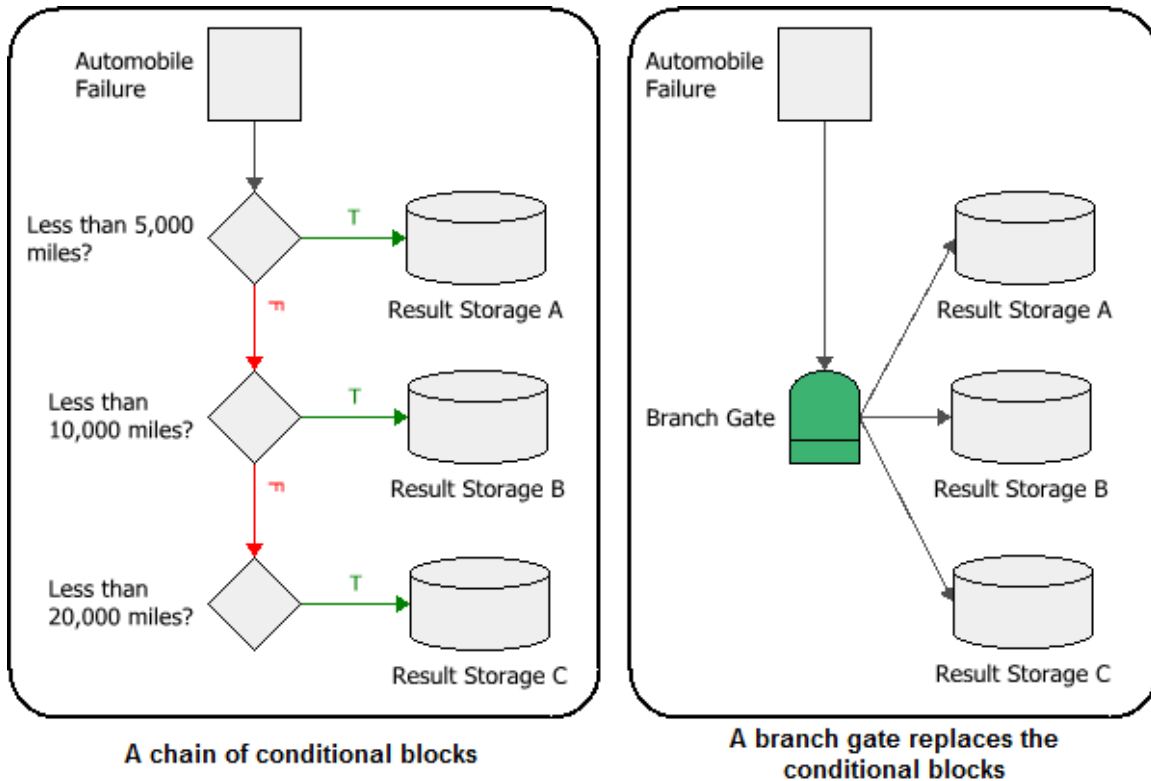 Automobile
Failure
Less than 5,000
miles?
T
Result Storage A
F
Less than
10,000 miles?
T
Result Storage B
F
Less than
20,000 miles?
T
Result Storage C
A chain of conditional blocks
Automobile
Failure
Result Storage A
Branch Gate
Result Storage B
Result Storage C
A branch gate replaces the
conditional blocks